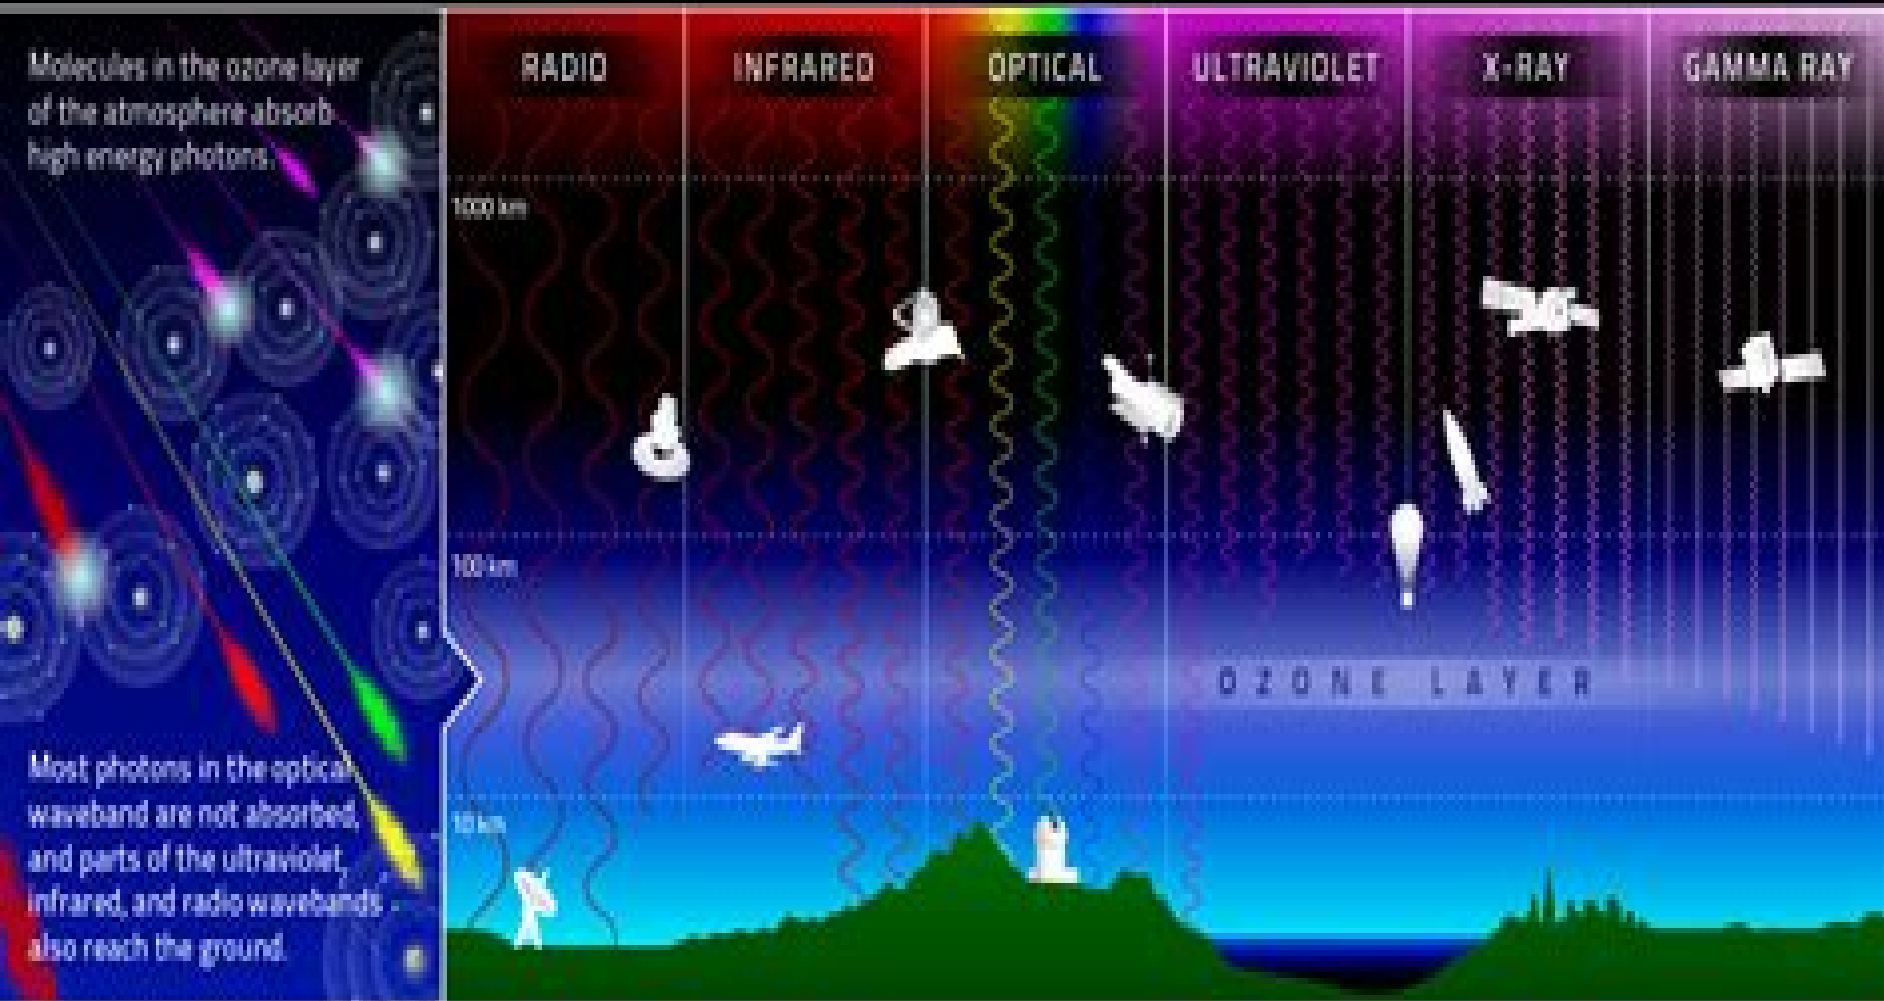 Molecules in the ozone layer
of the atmosphere absorb
high energy photons.
Most photons in the optical
waveband are not absorbed,
and parts of the ultraviolet,
infrared, and radio wavebands
also reach the ground.
RADIO
INFRARED
OPTICAL
ULTRAVIOLET
X-RAY
GAMMA RAY
1000 km
100 km
OZONE LAYER
10 km